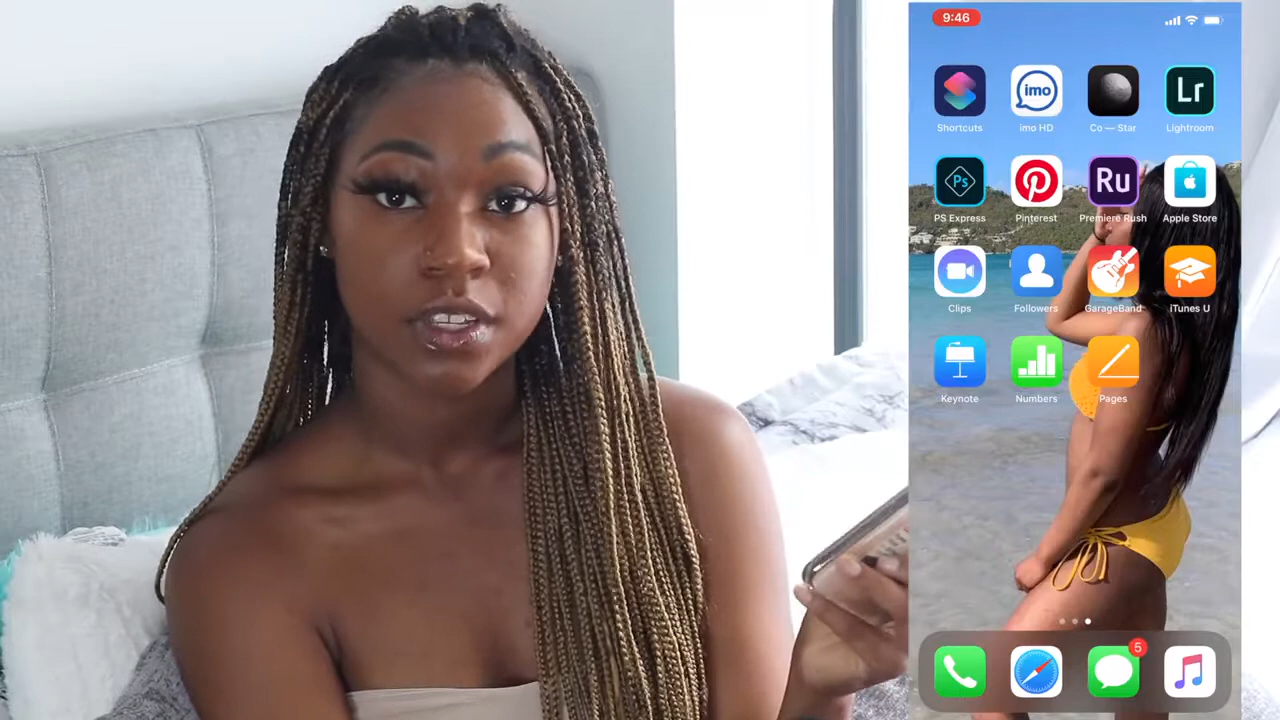 9:46
imo
Lr
Shortcuts imo HD Co — Star Lightroom
Ps
Ru
PS Express Pinterest Premiere Rush Apple Store
Clips Followers GarageBand iTunes U
Keynote Numbers Pages
5